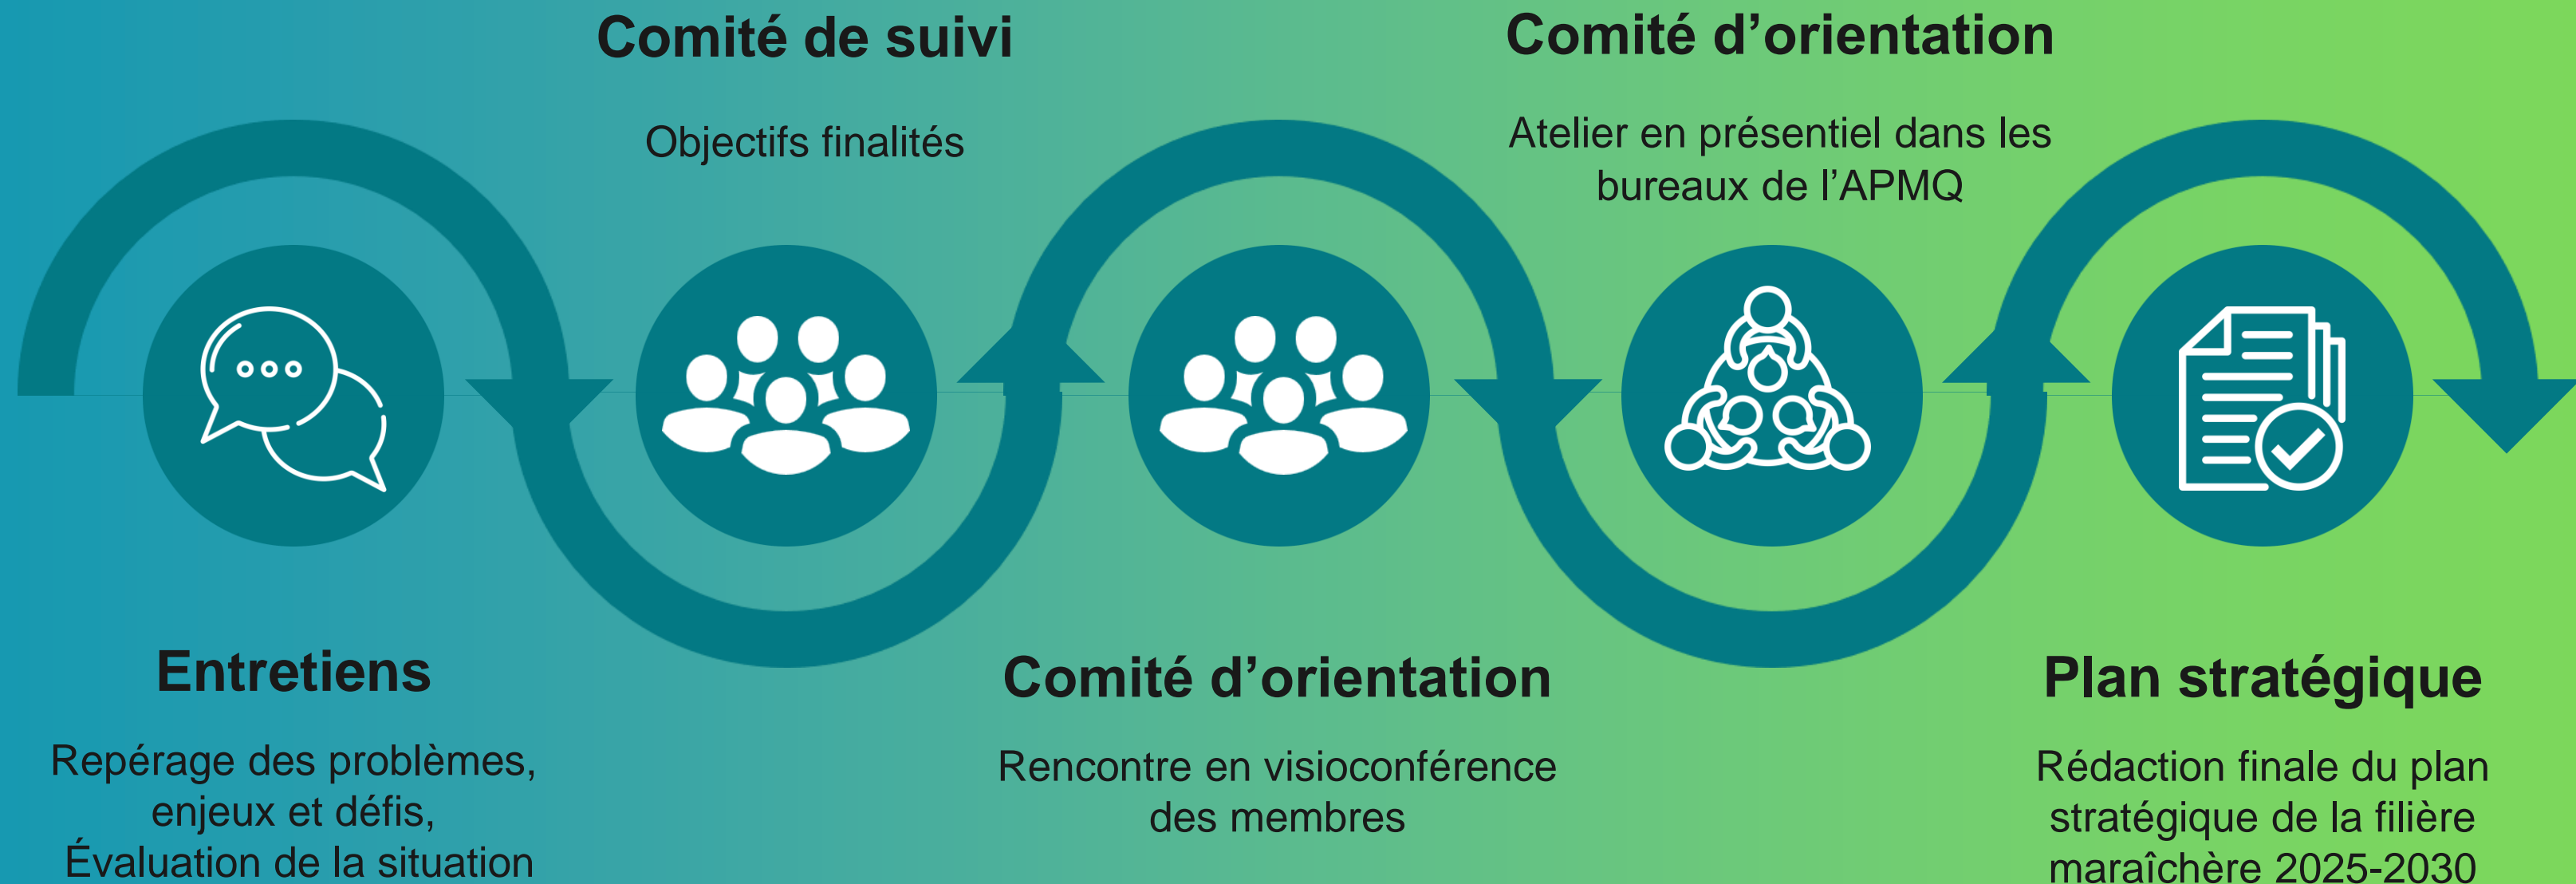 Entretiens
Repérage des problèmes,
enjeux et défis,
Évaluation de la situation
Comité de suivi
Objectifs finalités
Comité d’orientation
Rencontre en visioconférence
des membres
Comité d’orientation
Atelier en présentiel dans les
bureaux de l’APMQ
Plan stratégique
Rédaction finale du plan
stratégique de la filière
maraîchère 2025-2030